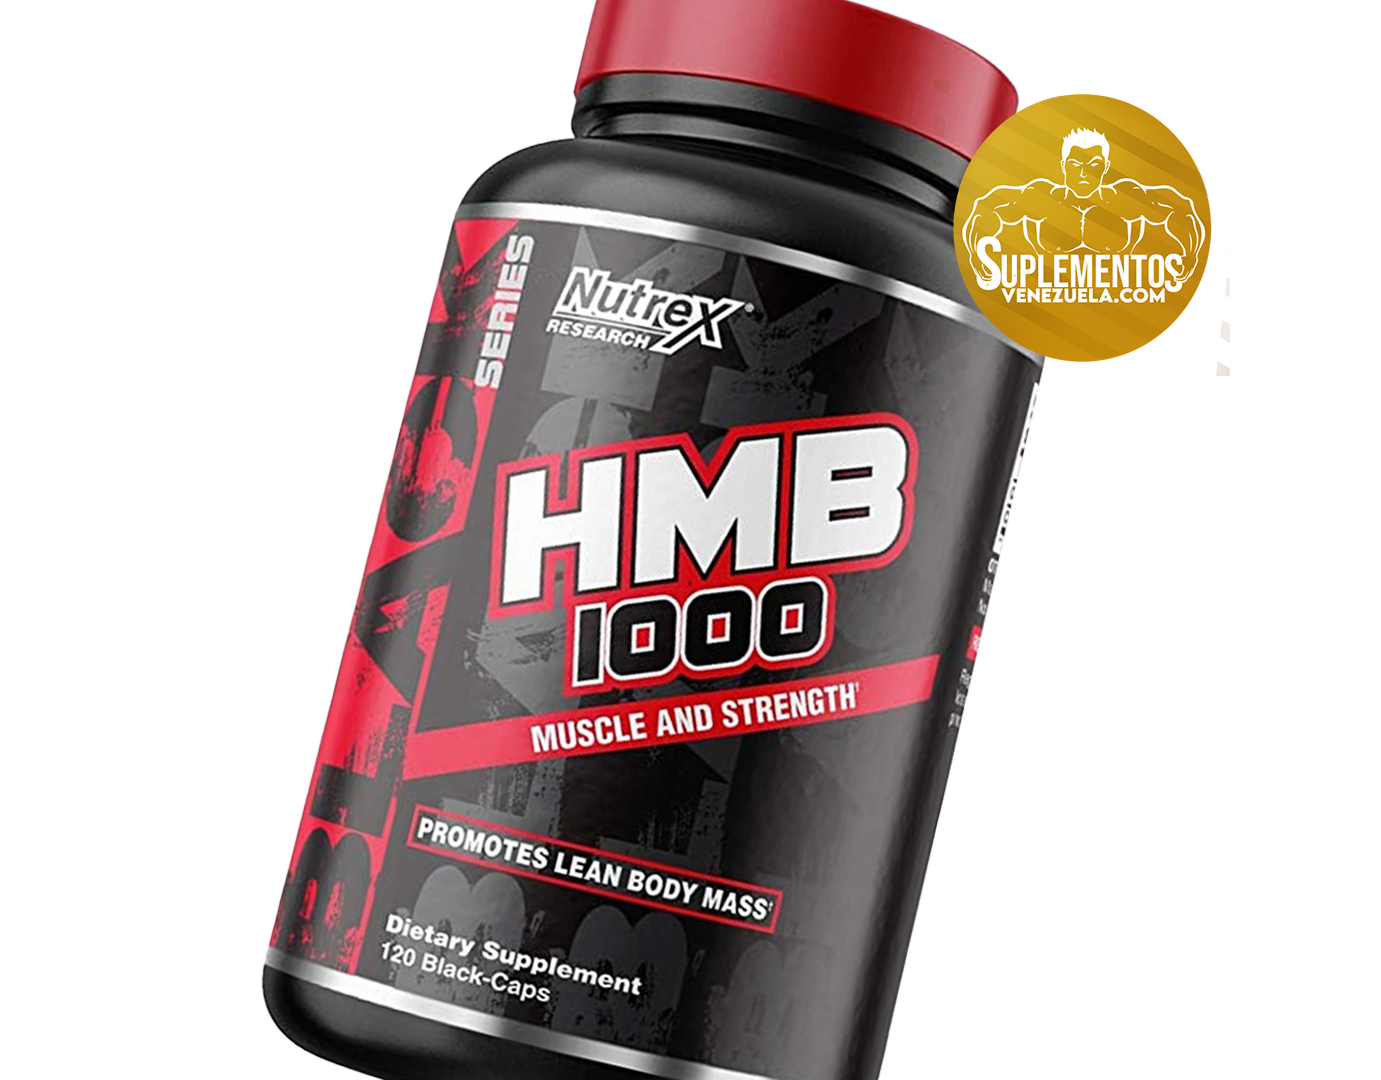 BLACK
SERIES
NutreX®
RESEARCH
HMB
1000
MUSCLE AND STRENGTH†
PROMOTES LEAN BODY MASS‡
Dietary Supplement
120 Black-Caps
SUPLEMENTOS
VENEZUELA.COM